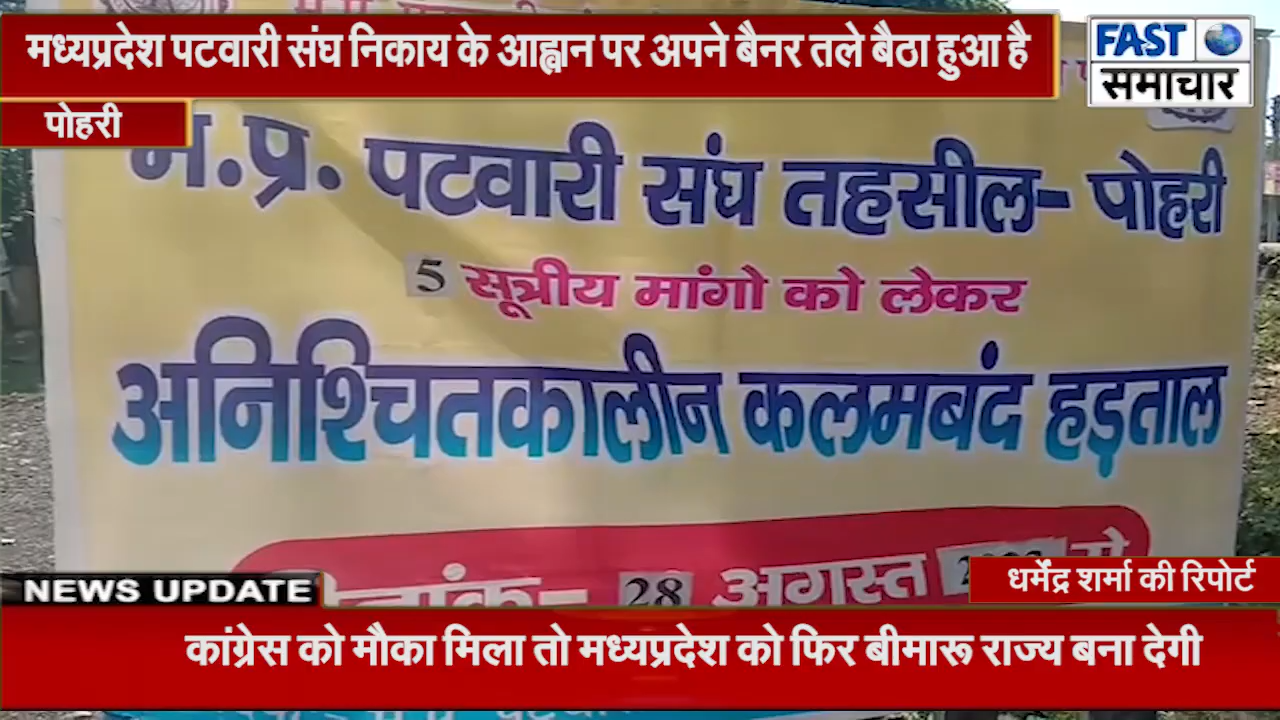 मध्यप्रदेश पटवारी संघ निकाय के आह्वान पर अपने बैनर तले बैठा हुआ है
FAST
समाचार
पोहरी
म.प्र. पटवारी संघ तहसील- पोहरी
5 सूत्रीय मांगो को लेकर
अनिश्चितकालीन कलमबंद हड़ताल
28 अगस्त
NEWS UPDATE
धर्मेंद्र शर्मा की रिपोर्ट
कांग्रेस को मौका मिला तो मध्यप्रदेश को फिर बीमारू राज्य बना देगी